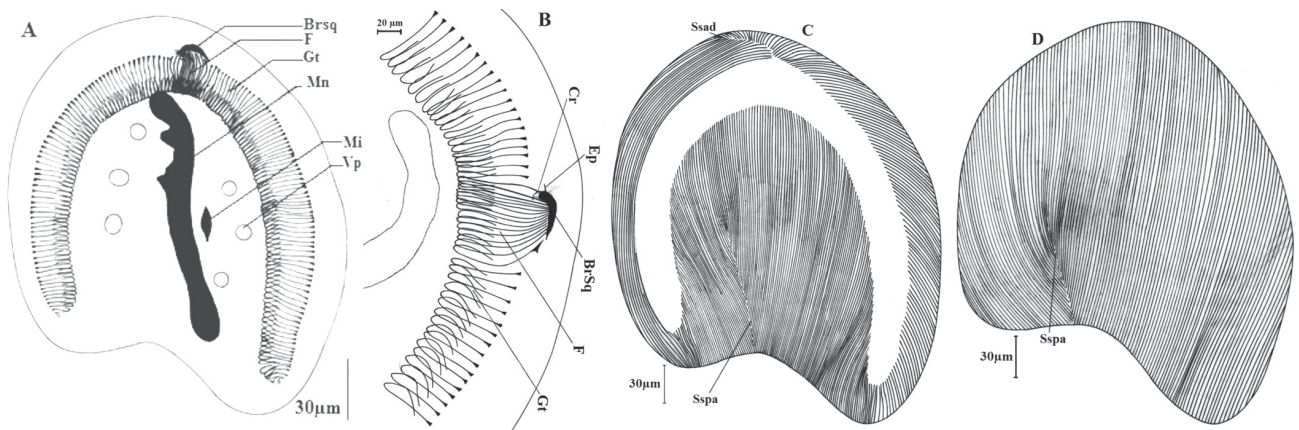 A
Brsq
F
Gt
Mn
Mi
Vp
30µm
B
20 µm
Cr
Ep
BrSq
F
Gt
C
Ssad
Sspa
30µm
D
Sspa
30µm